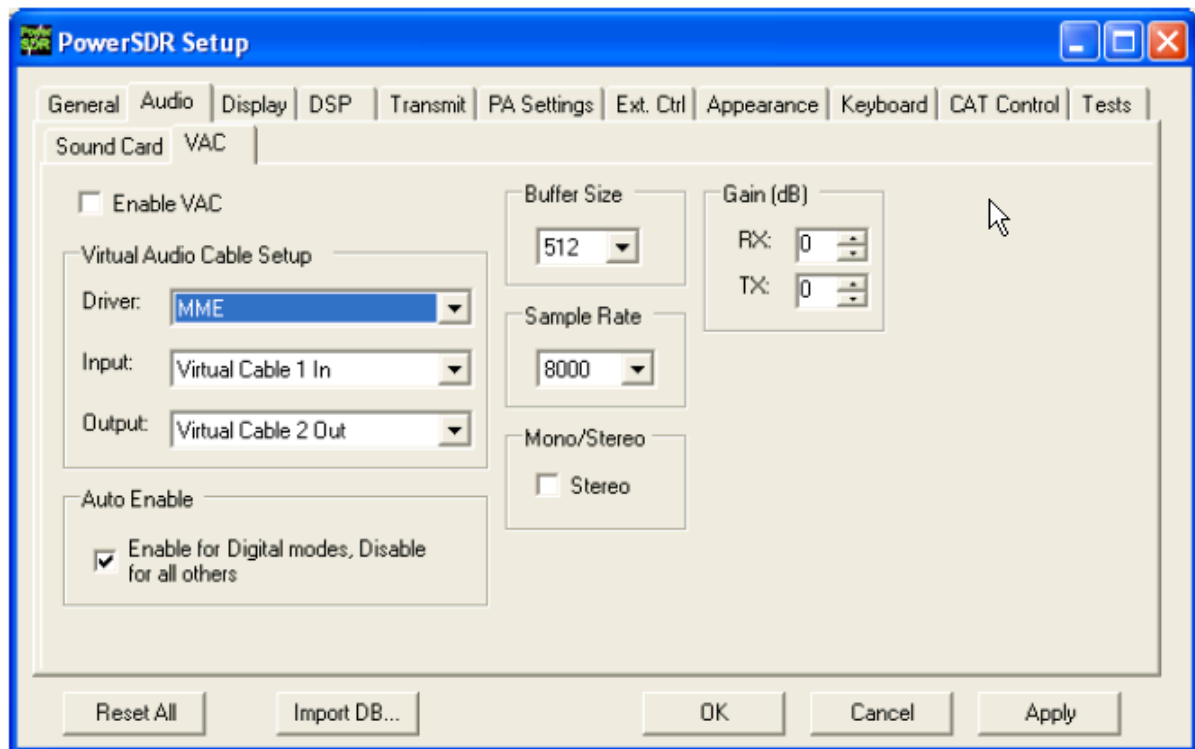 PowerSDR Setup
General Audio Display DSP Transmit PA Settings Ext. Ctrl Appearance Keyboard CAT Control Tests
Sound Card VAC
Enable VAC
Virtual Audio Cable Setup
Driver: MME
Input: Virtual Cable 1 In
Output: Virtual Cable 2 Out
Auto Enable
Enable for Digital modes, Disable
for all others
Buffer Size
512
Sample Rate
8000
Mono/Stereo
Stereo
Gain (dB)
RX: 0
TX: 0
Reset All Import DB... OK Cancel Apply